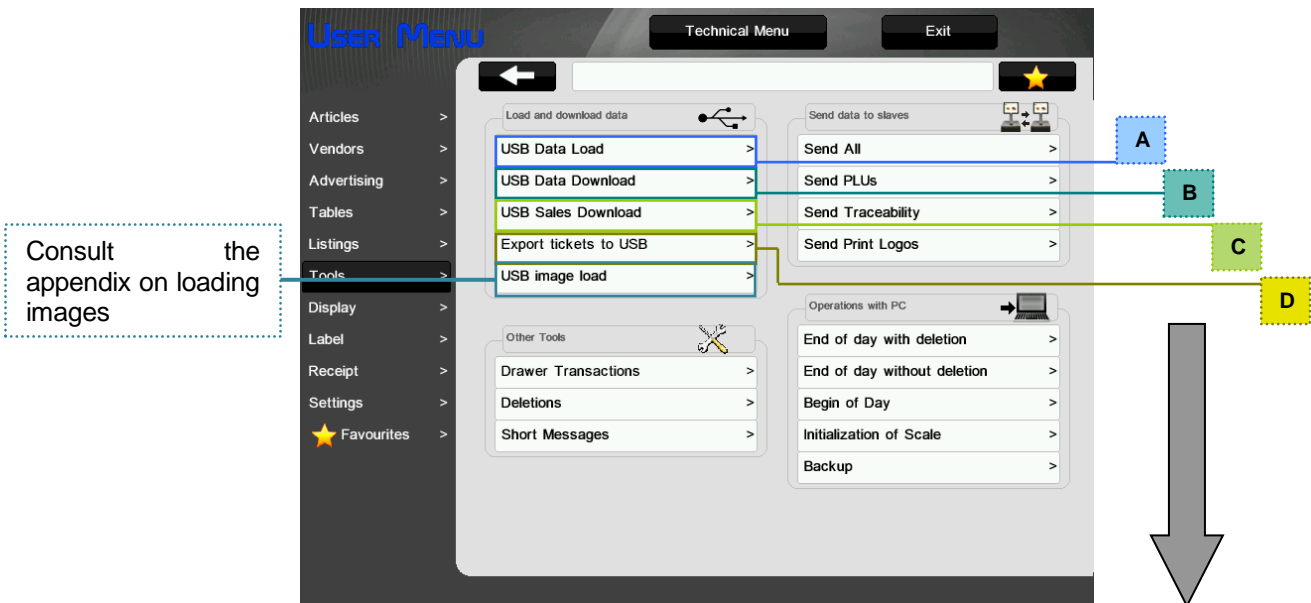 USER MENU
Technical Menu
Exit
Articles >
Vendors >
Advertising >
Tables >
Listings >
Tools >
Display >
Label >
Receipt >
Settings >
Favourites >
Load and download data
USB Data Load >
USB Data Download >
USB Sales Download >
Export tickets to USB >
USB image load >
Other Tools
Drawer Transactions >
Deletions >
Short Messages >
Send data to slaves
Send All >
Send PLUs >
Send Traceability >
Send Print Logos >
Operations with PC
End of day with deletion >
End of day without deletion >
Begin of Day >
Initialization of Scale >
Backup >
A
B
C
D
Consult the
appendix on loading
images